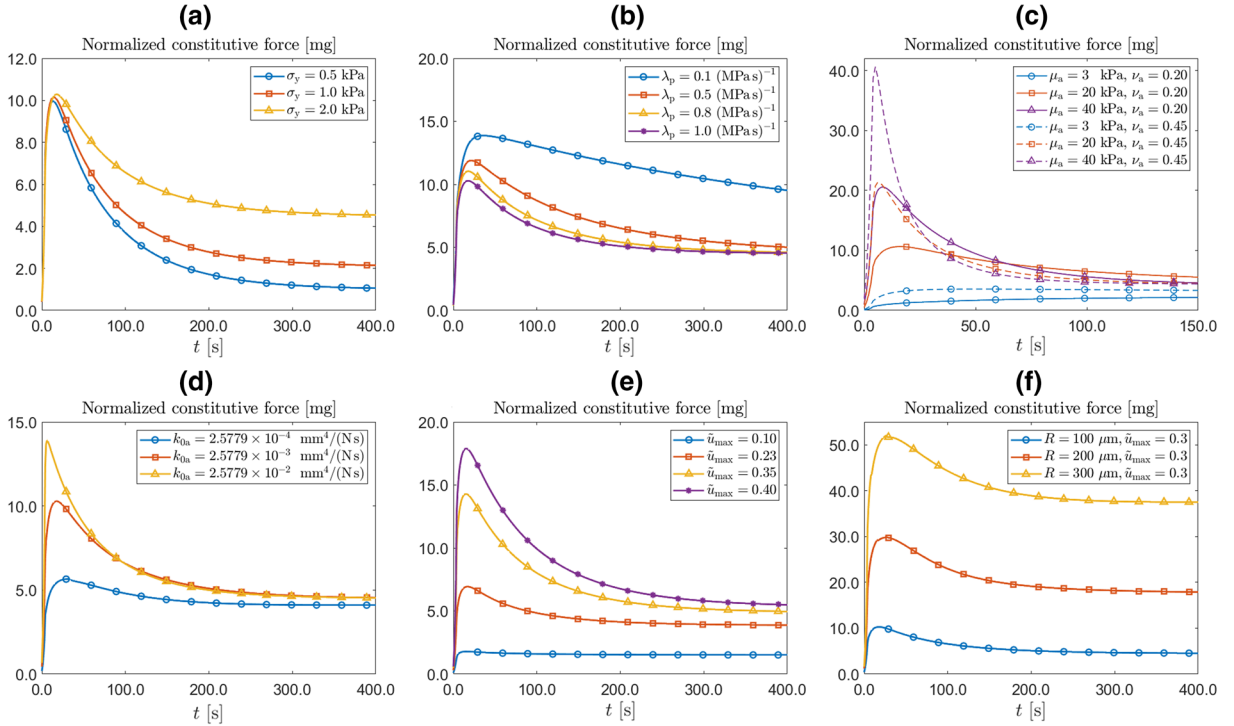 (a)
Normalized constitutive force [mg]
12.0
10.0
8.0
6.0
4.0
2.0
0.0
0.0 100.0 200.0 300.0 400.0
t [s]
σy = 0.5 kPa
σy = 1.0 kPa
σy = 2.0 kPa
(b)
Normalized constitutive force [mg]
20.0
15.0
10.0
5.0
0.0
0.0 100.0 200.0 300.0 400.0
t [s]
λp = 0.1 (MPa s)⁻¹
λp = 0.5 (MPa s)⁻¹
λp = 0.8 (MPa s)⁻¹
λp = 1.0 (MPa s)⁻¹
(c)
Normalized constitutive force [mg]
40.0
30.0
20.0
10.0
0.0
0.0 50.0 100.0 150.0
t [s]
μa = 3 kPa, νa = 0.20
μa = 20 kPa, νa = 0.20
μa = 40 kPa, νa = 0.20
μa = 3 kPa, νa = 0.45
μa = 20 kPa, νa = 0.45
μa = 40 kPa, νa = 0.45
(d)
Normalized constitutive force [mg]
15.0
10.0
5.0
0.0
0.0 100.0 200.0 300.0 400.0
t [s]
k0a = 2.5779 × 10⁻⁴ mm⁴/(N s)
k0a = 2.5779 × 10⁻³ mm⁴/(N s)
k0a = 2.5779 × 10⁻² mm⁴/(N s)
(e)
Normalized constitutive force [mg]
20.0
15.0
10.0
5.0
0.0
0.0 100.0 200.0 300.0 400.0
t [s]
ũmax = 0.10
ũmax = 0.23
ũmax = 0.35
ũmax = 0.40
(f)
Normalized constitutive force [mg]
50.0
40.0
30.0
20.0
10.0
0.0
0.0 100.0 200.0 300.0 400.0
t [s]
R = 100 μm, ũmax = 0.3
R = 200 μm, ũmax = 0.3
R = 300 μm, ũmax = 0.3